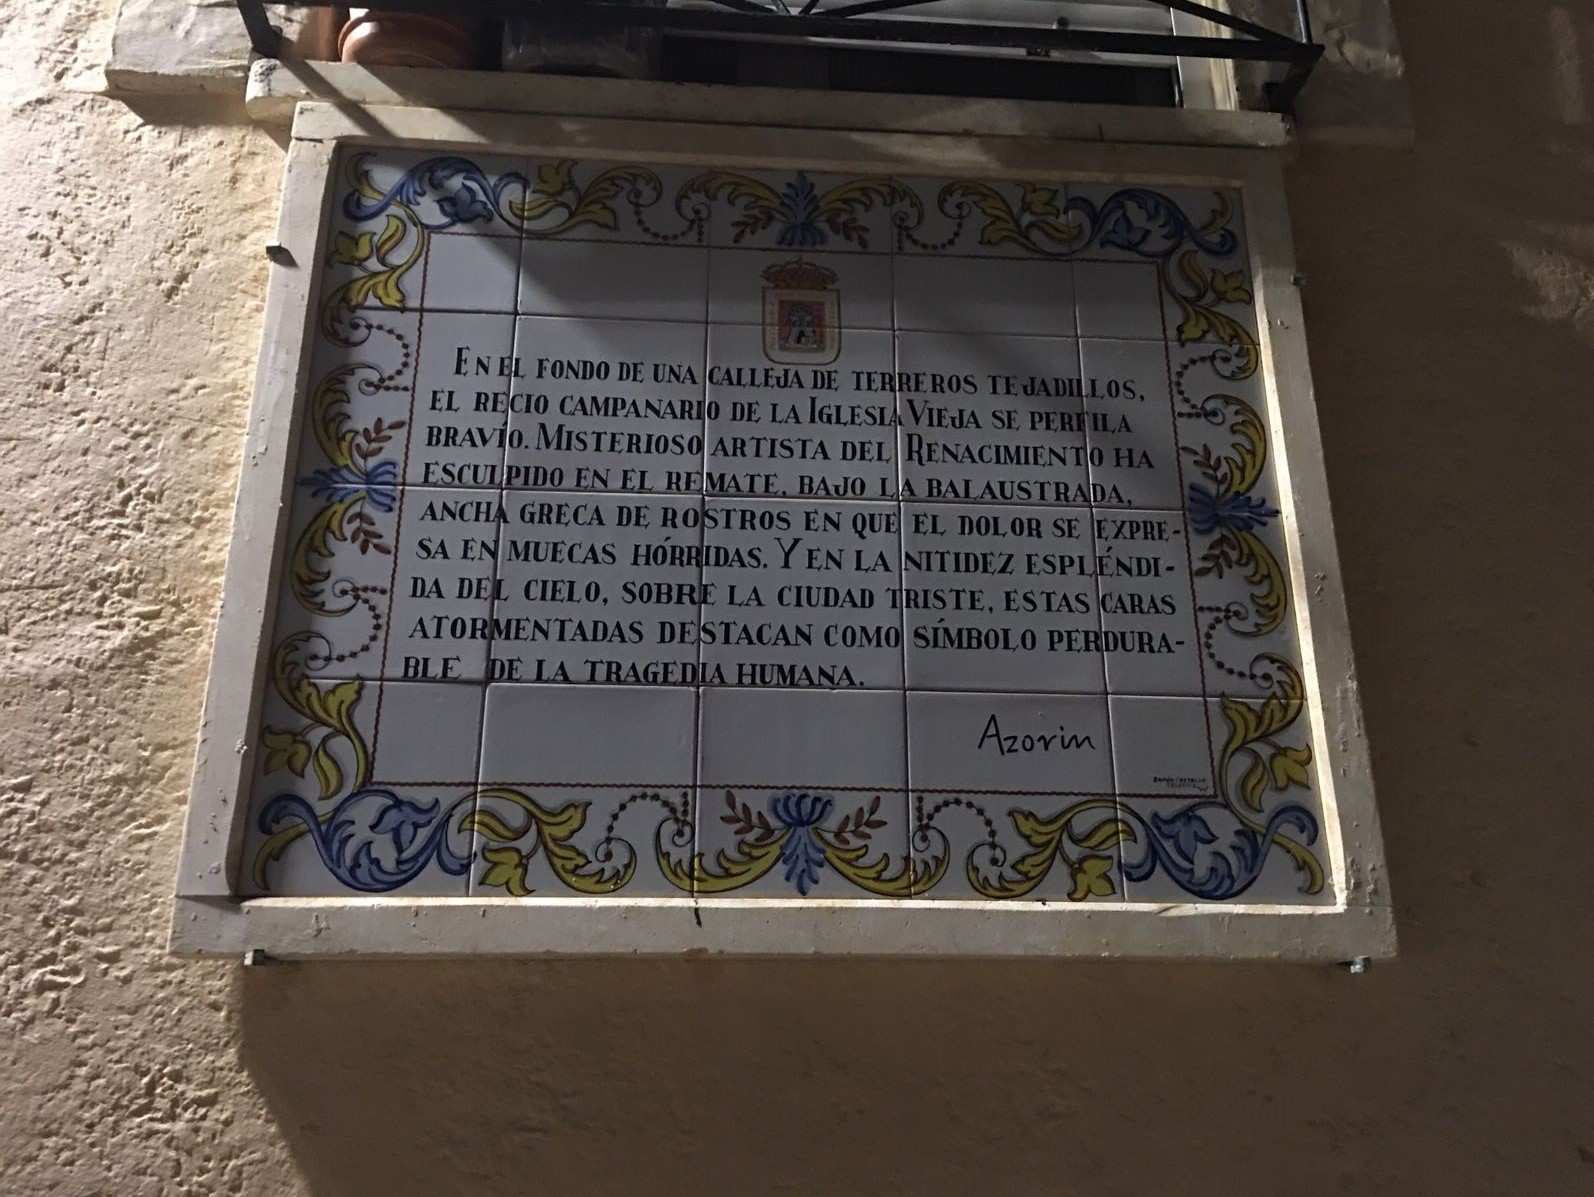 EN EL FONDO DE UNA CALLEJA DE TERREROS TEJADILLOS,
EL RECIO CAMPANARIO DE LA IGLESIA VIEJA SE PERFILA
BRAVÍO. MISTERIOSO ARTISTA DEL RENACIMIENTO HA
ESCULPIDO EN EL REMATE, BAJO LA BALAUSTRADA,
ANCHA GRECA DE ROSTROS EN QUE EL DOLOR SE EXPRE-
SA EN MUECAS HÓRRIDAS. Y EN LA NITIDEZ ESPLÉNDI-
DA DEL CIELO, SOBRE LA CIUDAD TRISTE, ESTAS CARAS
ATORMENTADAS DESTACAN COMO SÍMBOLO PERDURA-
BLE DE LA TRAGEDIA HUMANA.
Azorin